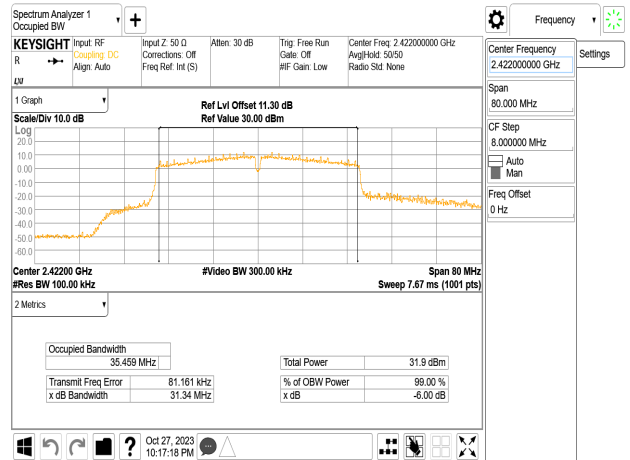 Spectrum Analyzer 1
Occupied BW
Frequency
KEYSIGHT
Input: RF
Coupling: DC
Align: Auto
Input Z: 50 Ω
Corrections: Off
Freq Ref: Int (S)
Atten: 30 dB
Trig: Free Run
Gate: Off
#IF Gain: Low
Center Freq: 2.422000000 GHz
Avg|Hold: 50/50
Radio Std: None
R
LXI
Center Frequency
2.422000000 GHz
Settings
Span
80.000 MHz
CF Step
8.000000 MHz
Auto
Man
Freq Offset
0 Hz
1 Graph
Ref Lvl Offset 11.30 dB
Scale/Div 10.0 dB
Ref Value 30.00 dBm
Log
20.0
10.0
0.00
-10.0
-20.0
-30.0
-40.0
-50.0
-60.0
Center 2.42200 GHz
#Video BW 300.00 kHz
Span 80 MHz
#Res BW 100.00 kHz
Sweep 7.67 ms (1001 pts)
2 Metrics
Occupied Bandwidth
35.459 MHz
Total Power 31.9 dBm
Transmit Freq Error 81.161 kHz
% of OBW Power 99.00 %
x dB Bandwidth 31.34 MHz
x dB -6.00 dB
?
Oct 27, 2023
10:17:18 PM